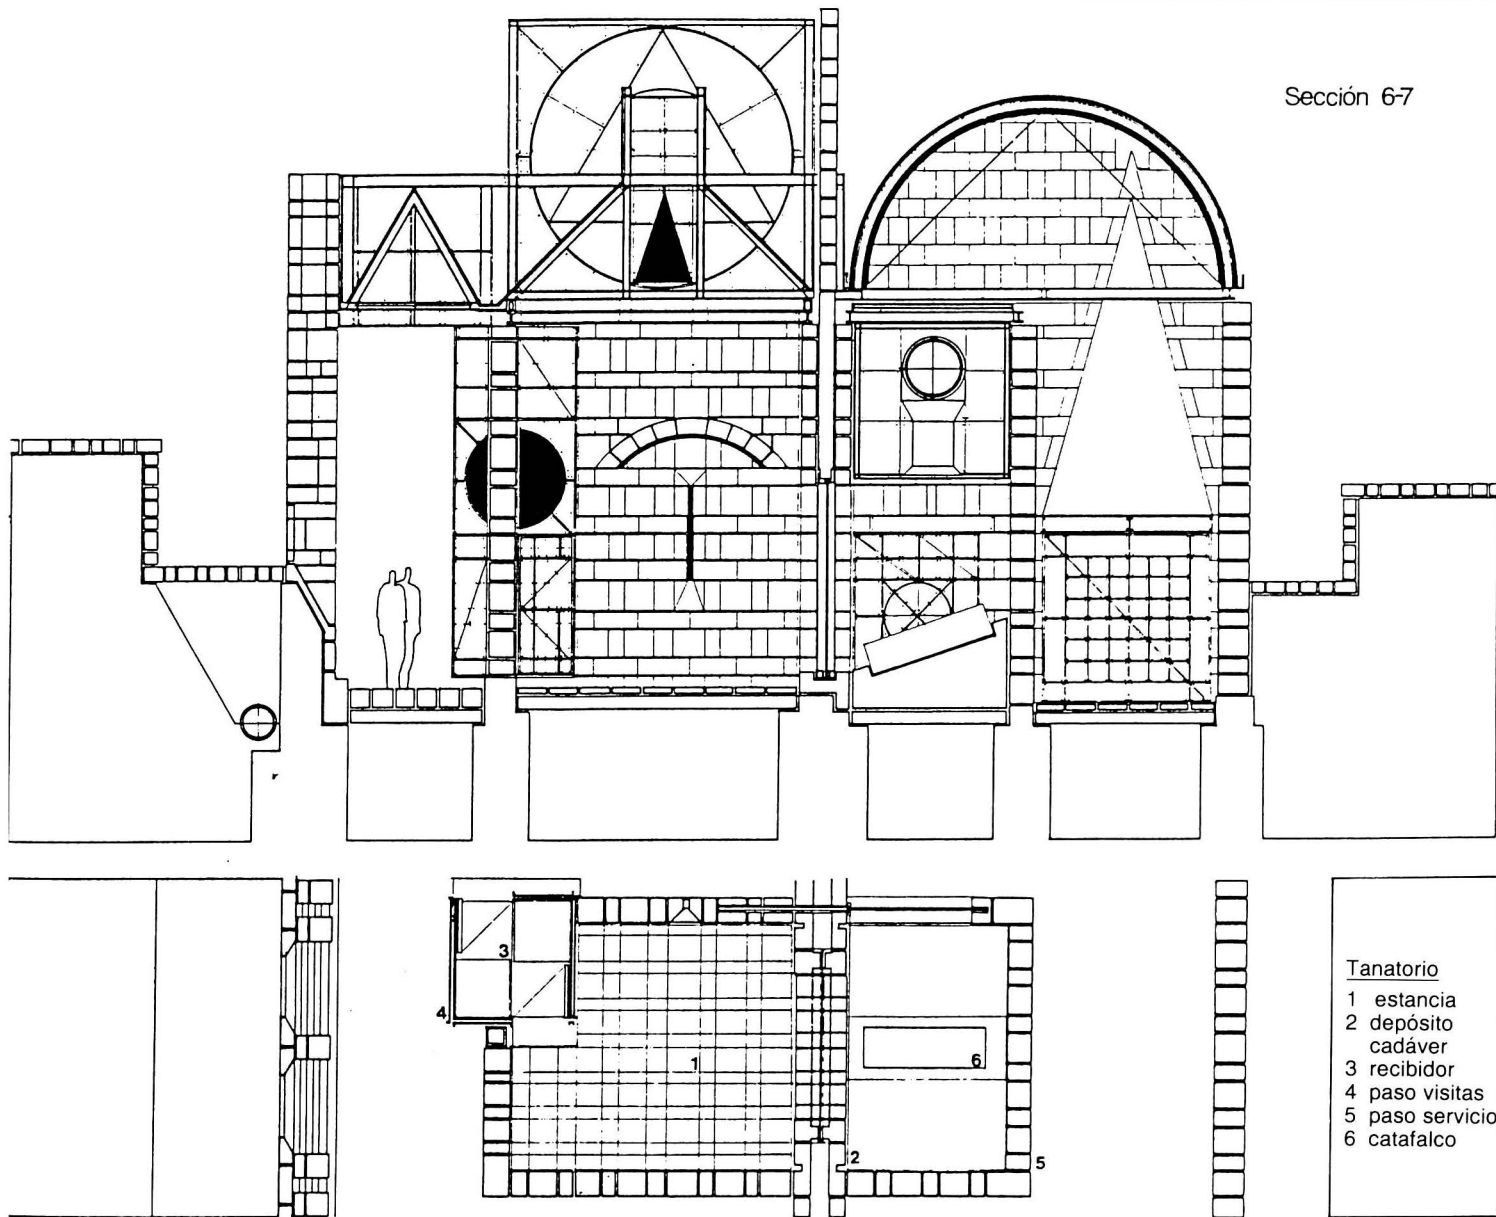 Sección 6-7
3
4
1
6
2
5
Tanatorio
1 estancia
2 depósito
cadáver
3 recibidor
4 paso visitas
5 paso servicio
6 catafalco